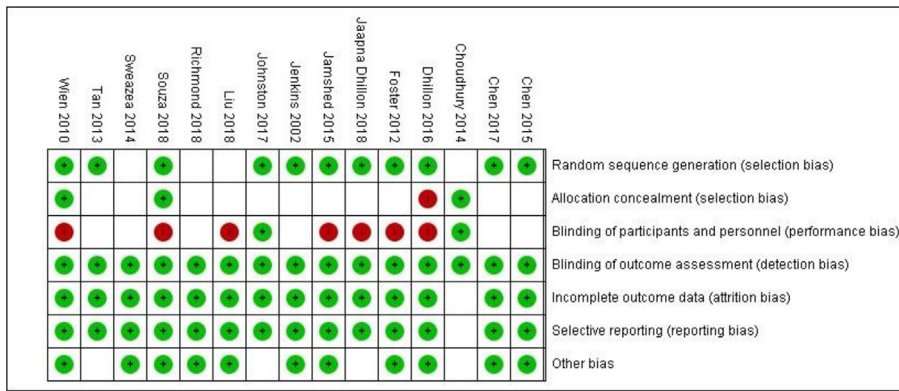 Wien 2010
Tan 2013
Sweazea 2014
Souza 2018
Richmond 2018
Liu 2018
Johnston 2017
Jenkins 2002
Jamshed 2015
Jaapna Dhillon 2018
Foster 2012
Dhillon 2016
Choudhury 2014
Chen 2017
Chen 2015
+ + + + + + + + + + + Random sequence generation (selection bias)
+ + - + Allocation concealment (selection bias)
- - - + - - - - + Blinding of participants and personnel (performance bias)
+ + + + + + + + + + + + + + + Blinding of outcome assessment (detection bias)
+ + + + + + + + + + + + + + Incomplete outcome data (attrition bias)
+ + + + + + + + + + + + + + Selective reporting (reporting bias)
+ + + + + + + + + + + Other bias